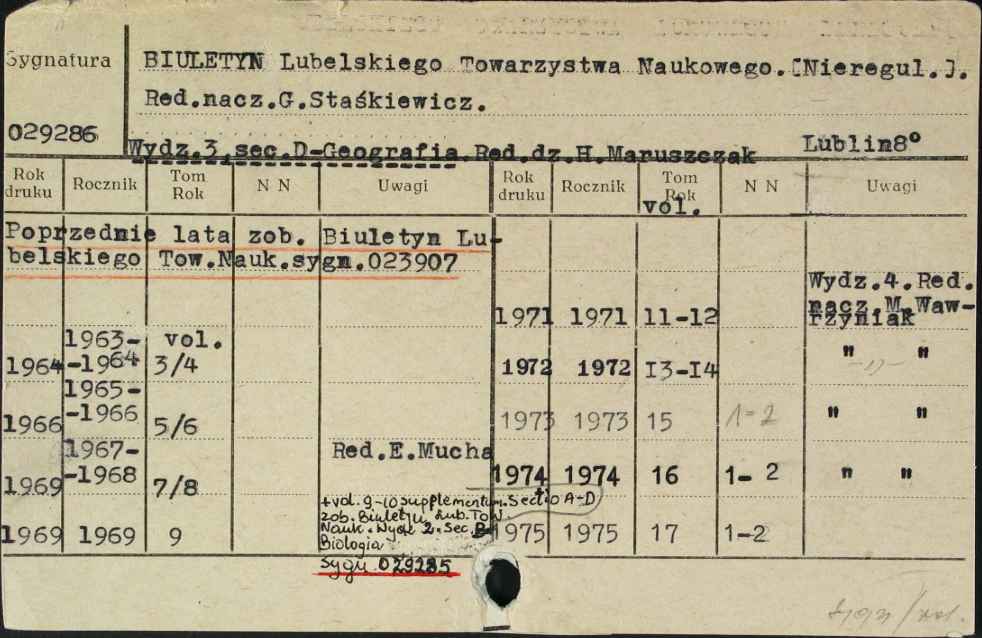 Sygnatura
BIULETYN Lubelskiego Towarzystwa Naukowego.[Nieregul.].
Red.nacz.G.Staśkiewicz.
029286
Lublin8°
Wydz.3,sec.D-Geografia.Red.dz.H.Maruszczak
Rok druku Rocznik Tom Rok N N Uwagi Rok druku Rocznik Tom Rok vol. N N Uwagi
Poprzednie lata zob. Biuletyn Lu-
belskiego Tow.Nauk.sygn.023907
1964 1963-1964 vol. 3/4
1966 1965-1966 5/6
1969 1967-1968 7/8 Red.E.Mucha
1969 1969 9
+vol. 9-10 supplementum. Sectio A-D
zob. Biuletyn Lub. Tow.
Nauk. Wydz 2. Sec. B-
Biologia
Sygn. 029285
1971 1971 11-12 Wydz.4.Red.
nacz.M.Waw-
rzyniak
1972 1972 13-14 " -"- "
1973 1973 15 1-2 " "
1974 1974 16 1- 2 " "
1975 1975 17 1-2